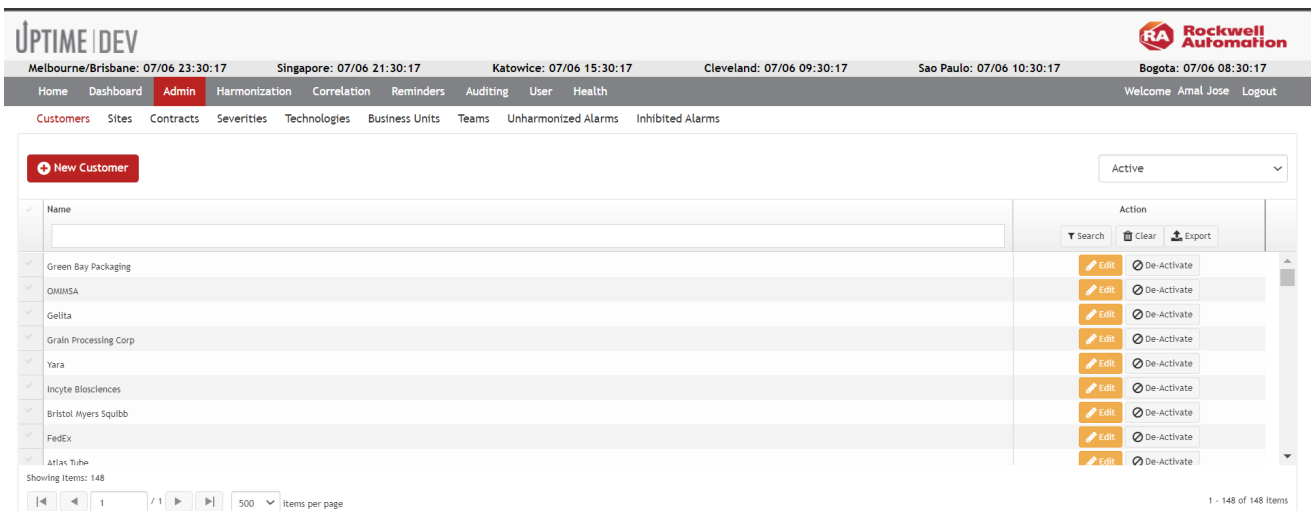 UPTIME|DEV
Rockwell
Automation
RA
Melbourne/Brisbane: 07/06 23:30:17 Singapore: 07/06 21:30:17 Katowice: 07/06 15:30:17 Cleveland: 07/06 09:30:17 Sao Paulo: 07/06 10:30:17 Bogota: 07/06 08:30:17
Home Dashboard Admin Harmonization Correlation Reminders Auditing User Health Welcome Amal Jose Logout
Customers Sites Contracts Severities Technologies Business Units Teams Unharmonized Alarms Inhibited Alarms
New Customer Active
Name Action
Search Clear Export
Green Bay Packaging Edit De-Activate
OMIMSA Edit De-Activate
Gelita Edit De-Activate
Grain Processing Corp Edit De-Activate
Yara Edit De-Activate
Incyte Biosciences Edit De-Activate
Bristol Myers Squibb Edit De-Activate
FedEx Edit De-Activate
Atlas Tube Edit De-Activate
Showing Items: 148
1 / 1 500 items per page 1 - 148 of 148 items